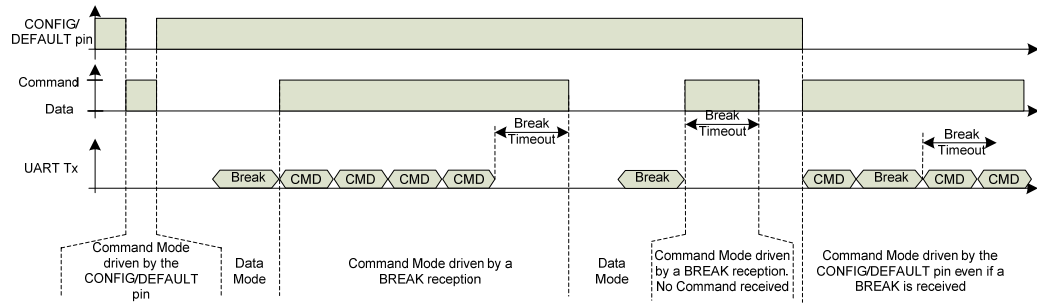 CONFIG/
DEFAULT pin
Command
Data
Break
Timeout
Break
Timeout
Break
Timeout
UART Tx
Break
CMD
CMD
CMD
CMD
Break
CMD
Break
CMD
CMD
Command Mode
driven by the
CONFIG/DEFAULT
pin
Data
Mode
Command Mode driven by a
BREAK reception
Data
Mode
Command Mode driven
by a BREAK reception.
No Command received
Command Mode driven by the
CONFIG/DEFAULT pin even if a
BREAK is received